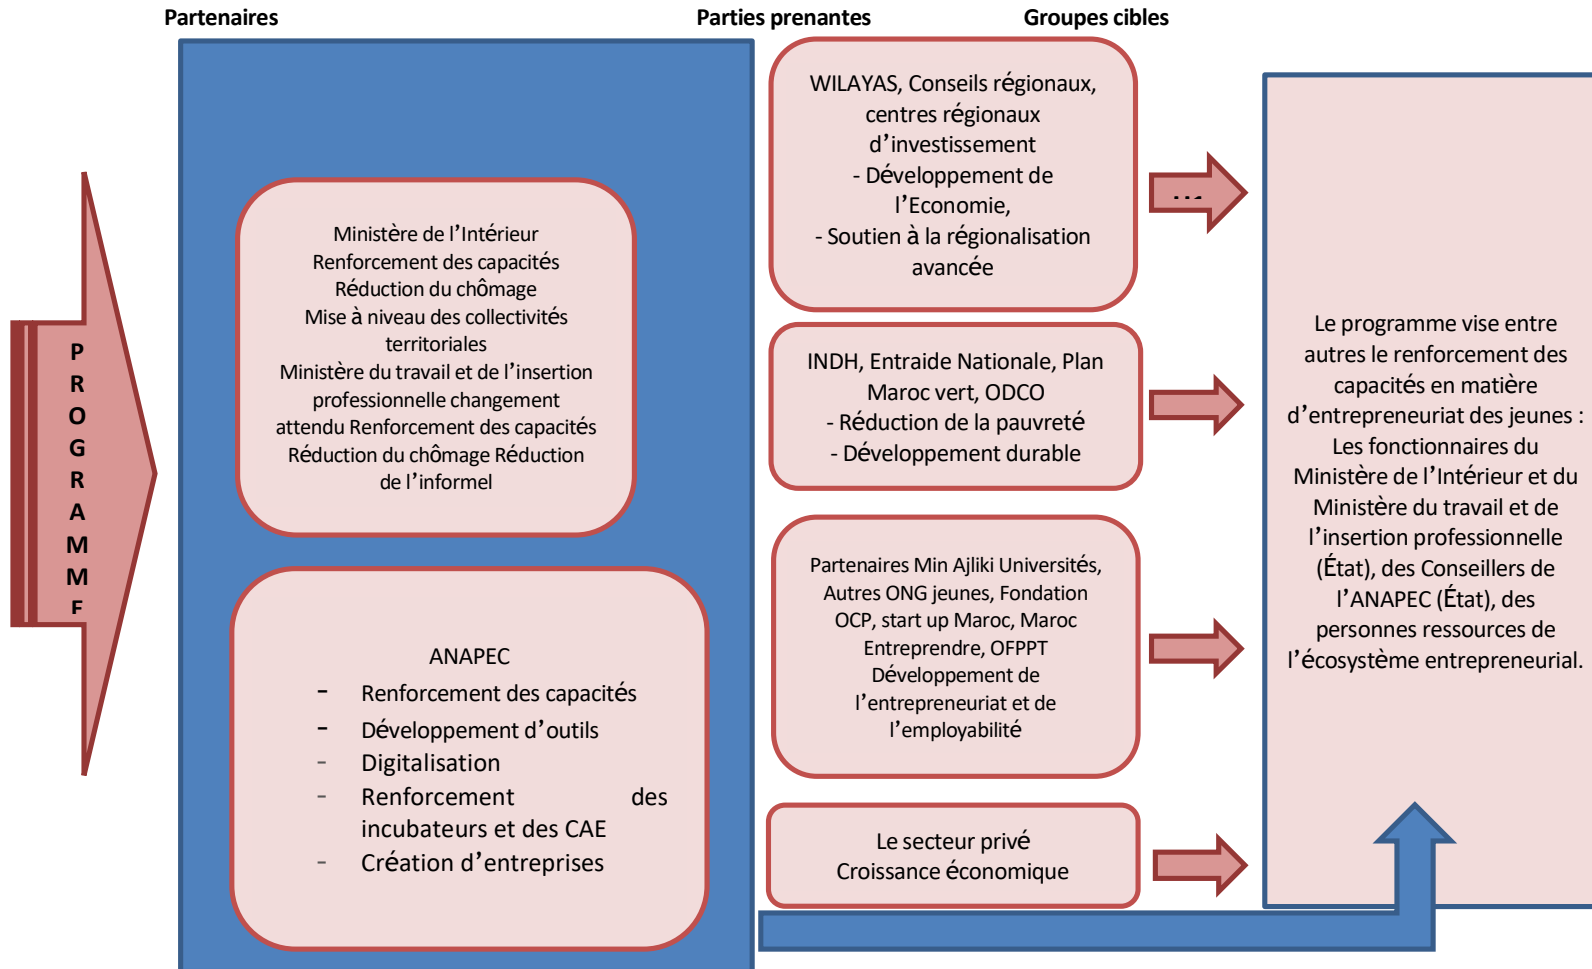 Partenaires
Parties prenantes
Groupes cibles
P
R
O
G
R
A
M
M
E
Ministère de l’Intérieur
Renforcement des capacités
Réduction du chômage
Mise à niveau des collectivités
territoriales
Ministère du travail et de l’insertion
professionnelle changement
attendu Renforcement des capacités
Réduction du chômage Réduction
de l’informel
ANAPEC
- Renforcement des capacités
- Développement d’outils
- Digitalisation
- Renforcement des
incubateurs et des CAE
- Création d’entreprises
WILAYAS, Conseils régionaux,
centres régionaux
d’investissement
- Développement de
l’Economie,
- Soutien à la régionalisation
avancée
INDH, Entraide Nationale, Plan
Maroc vert, ODCO
- Réduction de la pauvreté
- Développement durable
Partenaires Min Ajliki Universités,
Autres ONG jeunes, Fondation
OCP, start up Maroc, Maroc
Entreprendre, OFPPT
Développement de
l’entrepreneuriat et de
l’employabilité
Le secteur privé
Croissance économique
Le programme vise entre
autres le renforcement des
capacités en matière
d’entrepreneuriat des jeunes :
Les fonctionnaires du
Ministère de l’Intérieur et du
Ministère du travail et de
l’insertion professionnelle
(État), des Conseillers de
l’ANAPEC (État), des
personnes ressources de
l’écosystème entrepreneurial.